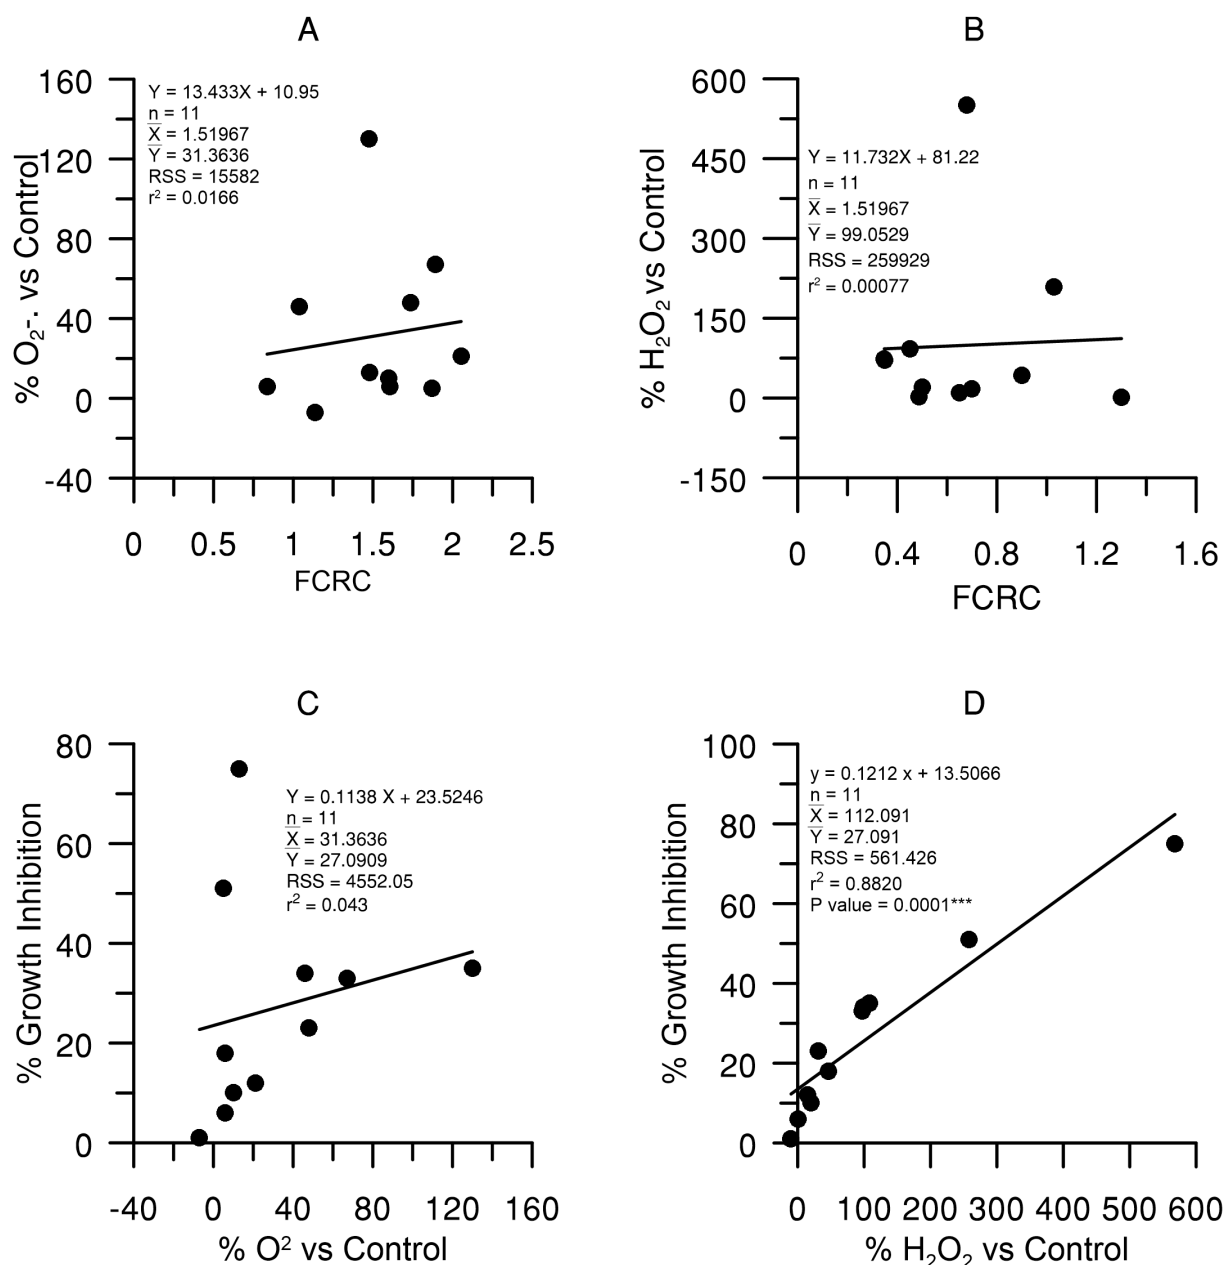 A
160
120
80
40
0
-40
% O₂-. vs Control
Y = 13.433X + 10.95
n = 11
X̅ = 1.51967
Y̅ = 31.3636
RSS = 15582
r² = 0.0166
0 0.5 1 1.5 2 2.5
FCRC
B
600
450
300
150
0
-150
% H₂O₂ vs Control
Y = 11.732X + 81.22
n = 11
X̅ = 1.51967
Y̅ = 99.0529
RSS = 259929
r² = 0.00077
0 0.4 0.8 1.2 1.6
FCRC
C
80
60
40
20
0
% Growth Inhibition
Y = 0.1138 X + 23.5246
n = 11
X̅ = 31.3636
Y̅ = 27.0909
RSS = 4552.05
r² = 0.043
-40 0 40 80 120 160
% O² vs Control
D
100
80
60
40
20
0
% Growth Inhibition
y = 0.1212 x + 13.5066
n = 11
X̅ = 112.091
Y̅ = 27.091
RSS = 561.426
r² = 0.8820
P value = 0.0001***
0 100 200 300 400 500 600
% H₂O₂ vs Control